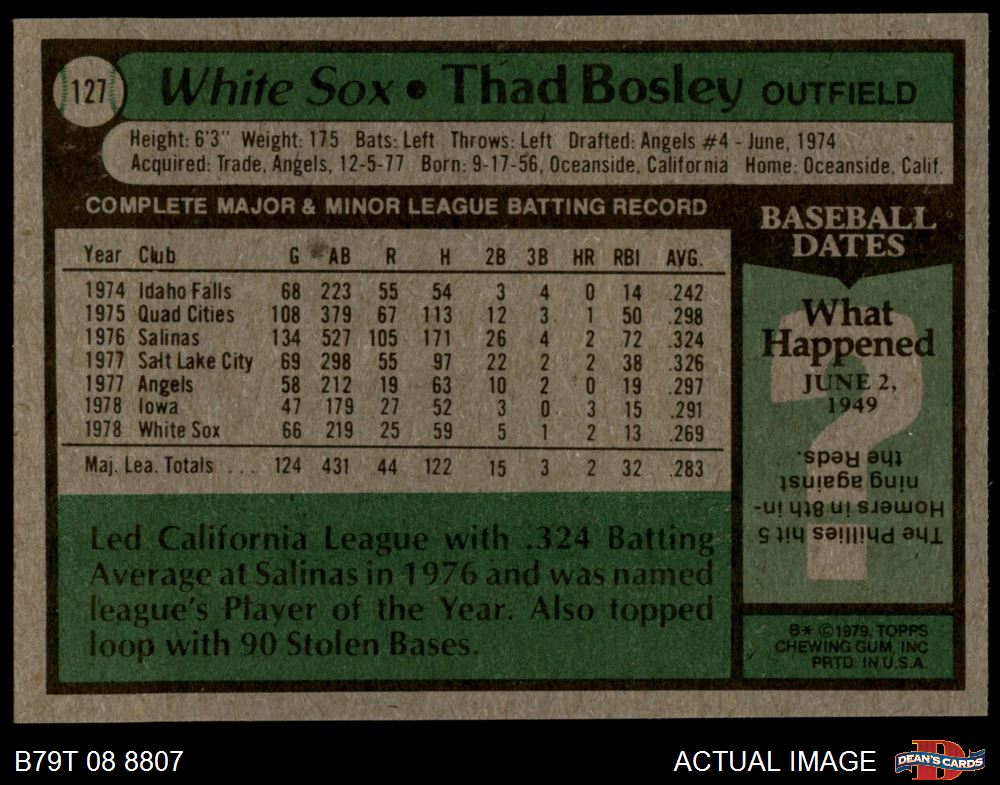 127 White Sox • Thad Bosley OUTFIELD
Height: 6'3" Weight: 175 Bats: Left Throws: Left Drafted: Angels #4 - June, 1974
Acquired: Trade, Angels, 12-5-77 Born: 9-17-56, Oceanside, California Home: Oceanside, Calif.
COMPLETE MAJOR & MINOR LEAGUE BATTING RECORD
Year Club G AB R H 2B 3B HR RBI AVG.
1974 Idaho Falls 68 223 55 54 3 4 0 14 .242
1975 Quad Cities 108 379 67 113 12 3 1 50 .298
1976 Salinas 134 527 105 171 26 4 2 72 .324
1977 Salt Lake City 69 298 55 97 22 2 2 38 .326
1977 Angels 58 212 19 63 10 2 0 19 .297
1978 Iowa 47 179 27 52 3 0 3 15 .291
1978 White Sox 66 219 25 59 5 1 2 13 .269
Maj. Lea. Totals ... 124 431 44 122 15 3 2 32 .283
Led California League with .324 Batting
Average at Salinas in 1976 and was named
league's Player of the Year. Also topped
loop with 90 Stolen Bases.
BASEBALL
DATES
What
Happened
JUNE 2,
1949
?
The Phillies hit 5
Homers in 8th in-
ning against
the Reds.
B* ©1979, TOPPS
CHEWING GUM, INC
PRTD. IN U.S.A.
B79T 08 8807
ACTUAL IMAGE
D
DEAN'S CARDS